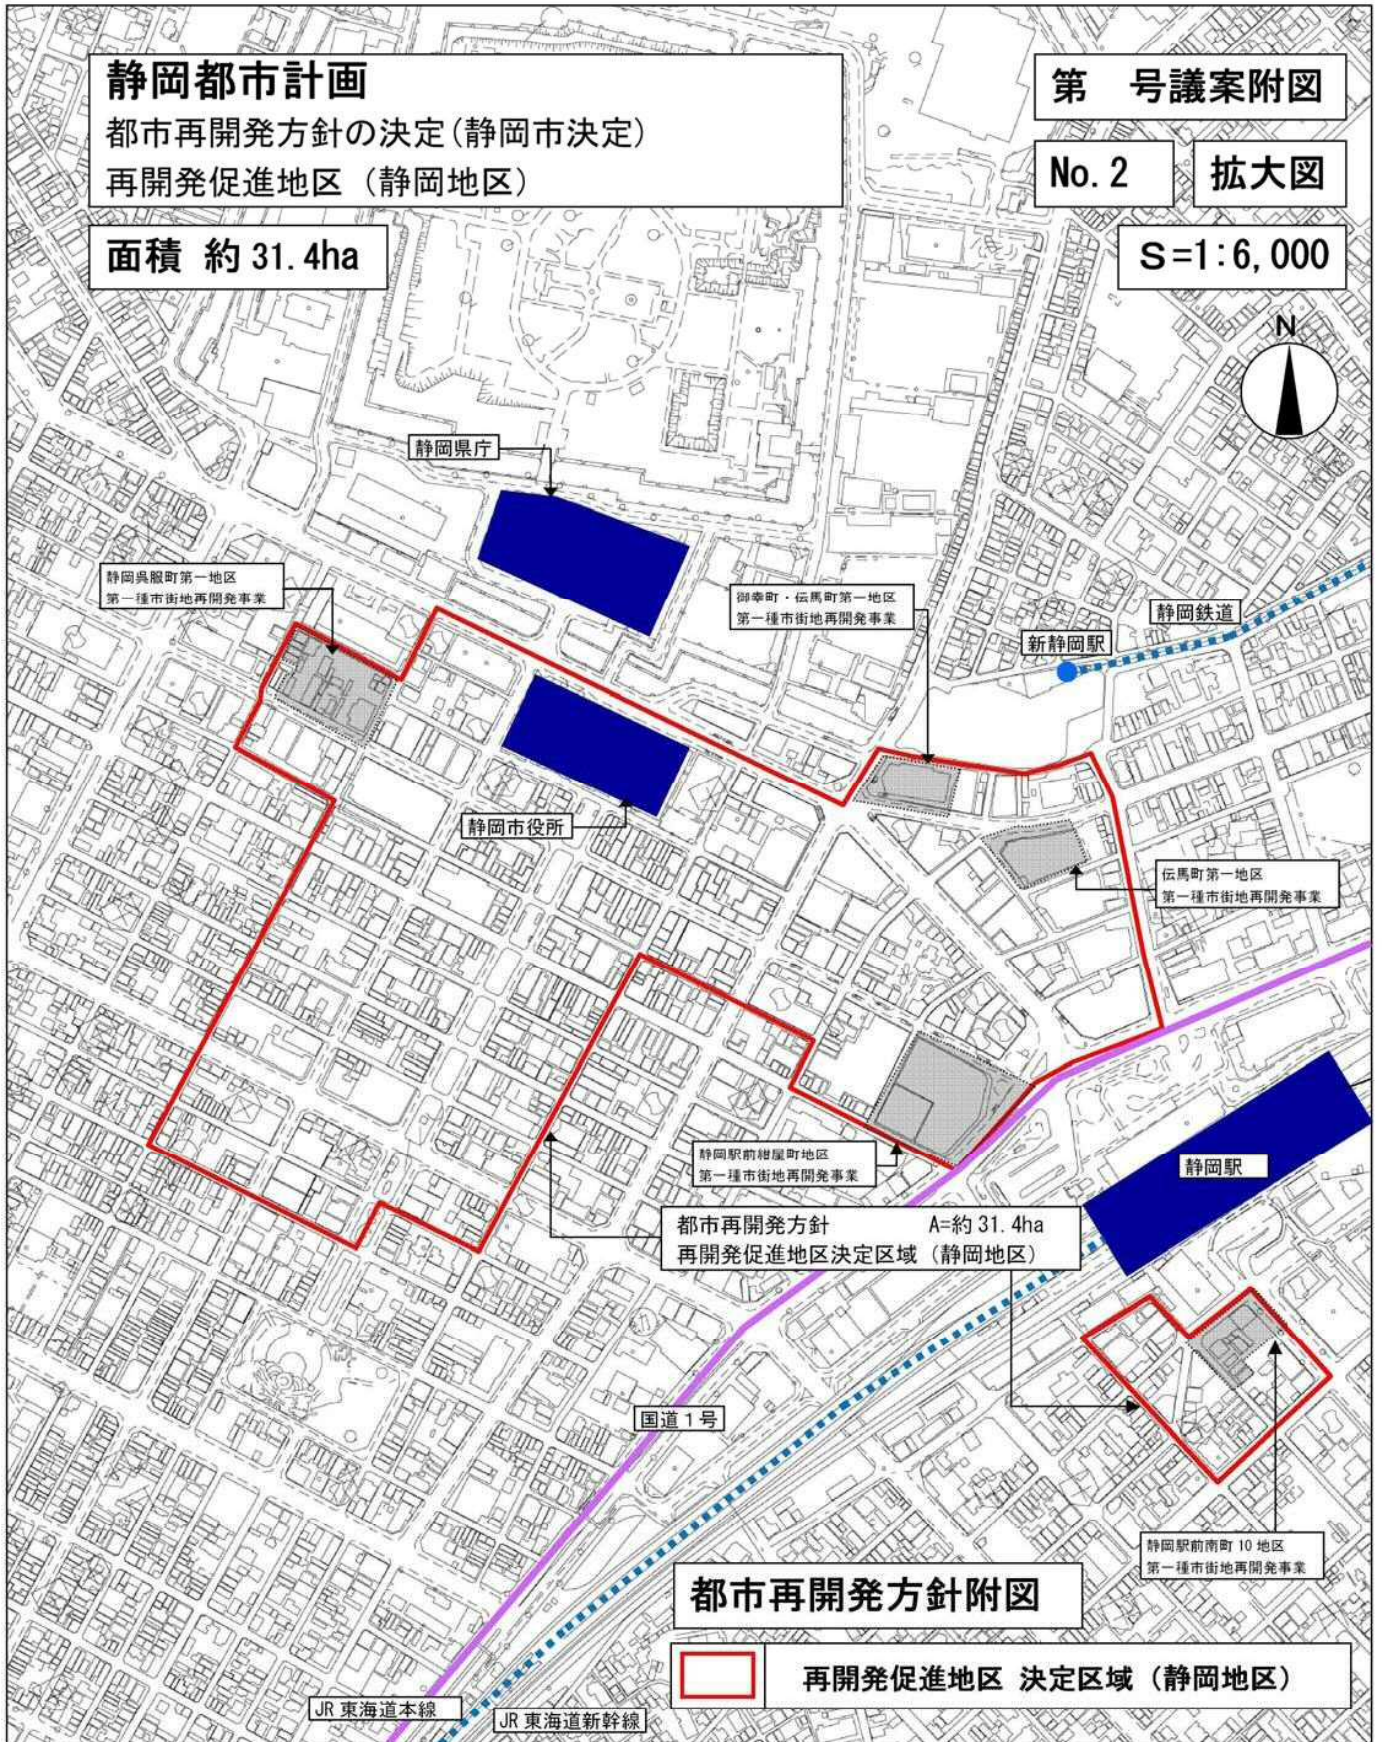 静岡都市計画
都市再開発方針の決定(静岡市決定)
再開発促進地区（静岡地区）
面積 約31.4ha
第　号議案附図
No.2
拡大図
S=1:6,000
N
静岡県庁
静岡呉服町第一地区
第一種市街地再開発事業
御幸町・伝馬町第一地区
第一種市街地再開発事業
静岡鉄道
新静岡駅
静岡市役所
伝馬町第一地区
第一種市街地再開発事業
静岡駅前紺屋町地区
第一種市街地再開発事業
静岡駅
都市再開発方針　A=約31.4ha
再開発促進地区決定区域（静岡地区）
国道1号
静岡駅前南町10地区
第一種市街地再開発事業
都市再開発方針附図
再開発促進地区 決定区域（静岡地区）
JR東海道本線
JR東海道新幹線